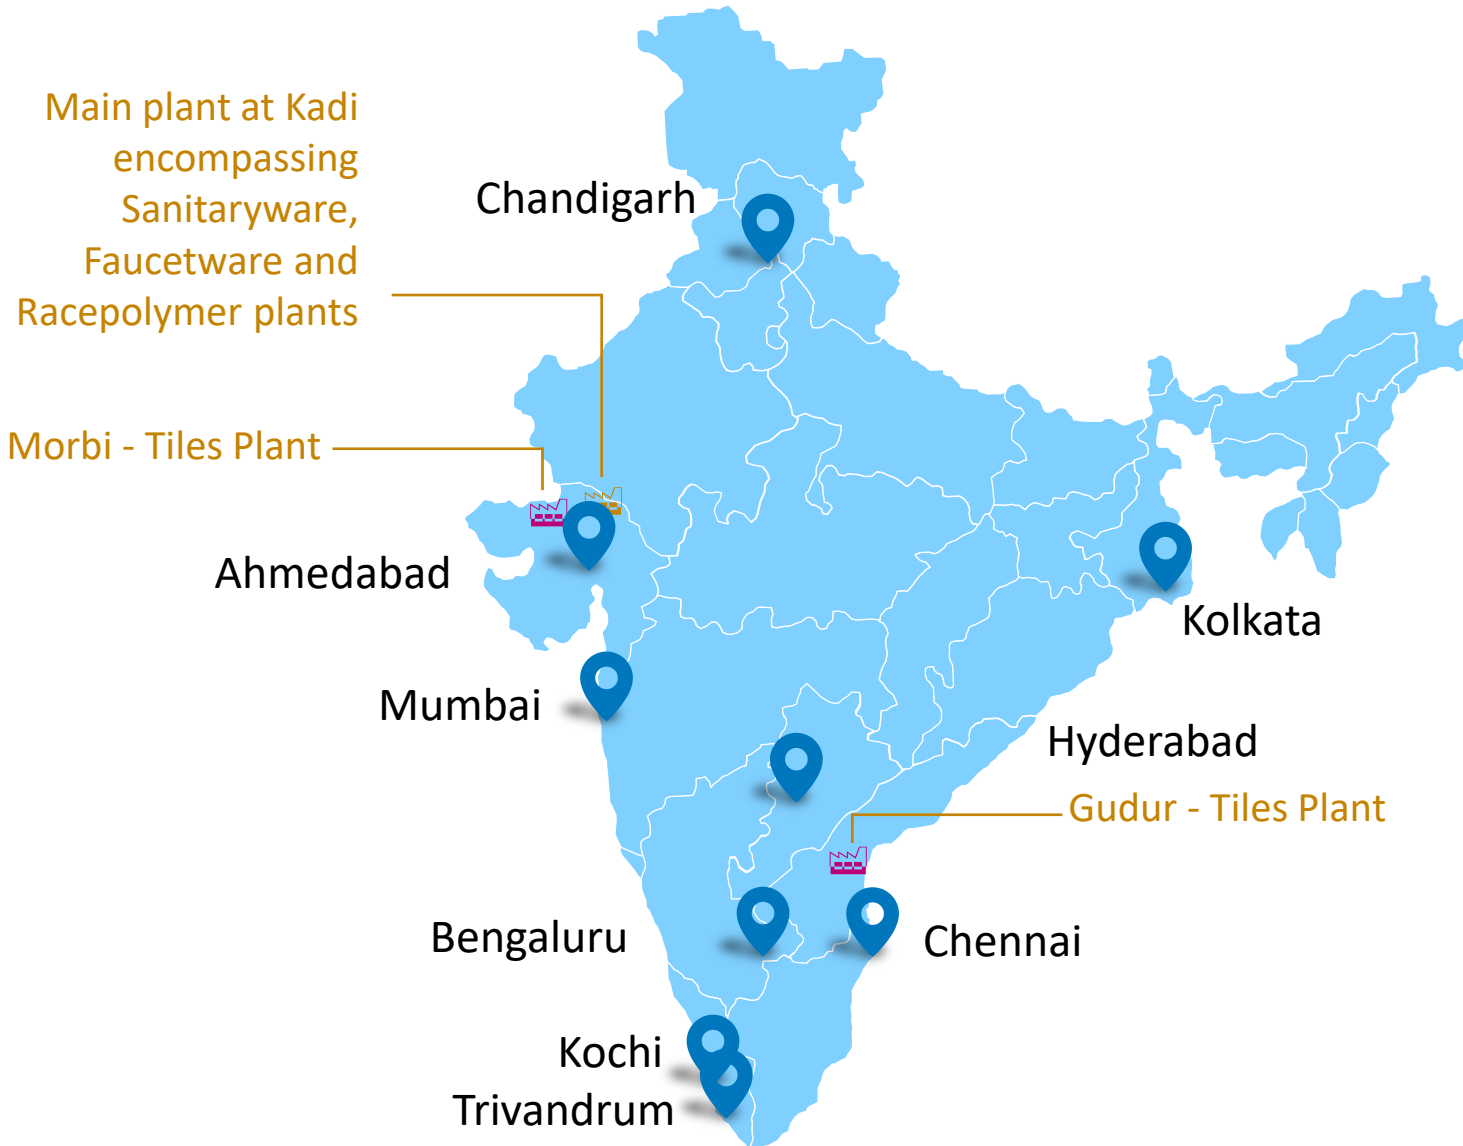 Main plant at Kadi
encompassing
Sanitaryware,
Faucetware and
Racepolymer plants
Chandigarh
Morbi - Tiles Plant
Ahmedabad
Kolkata
Mumbai
Hyderabad
Gudur - Tiles Plant
Bengaluru
Chennai
Kochi
Trivandrum